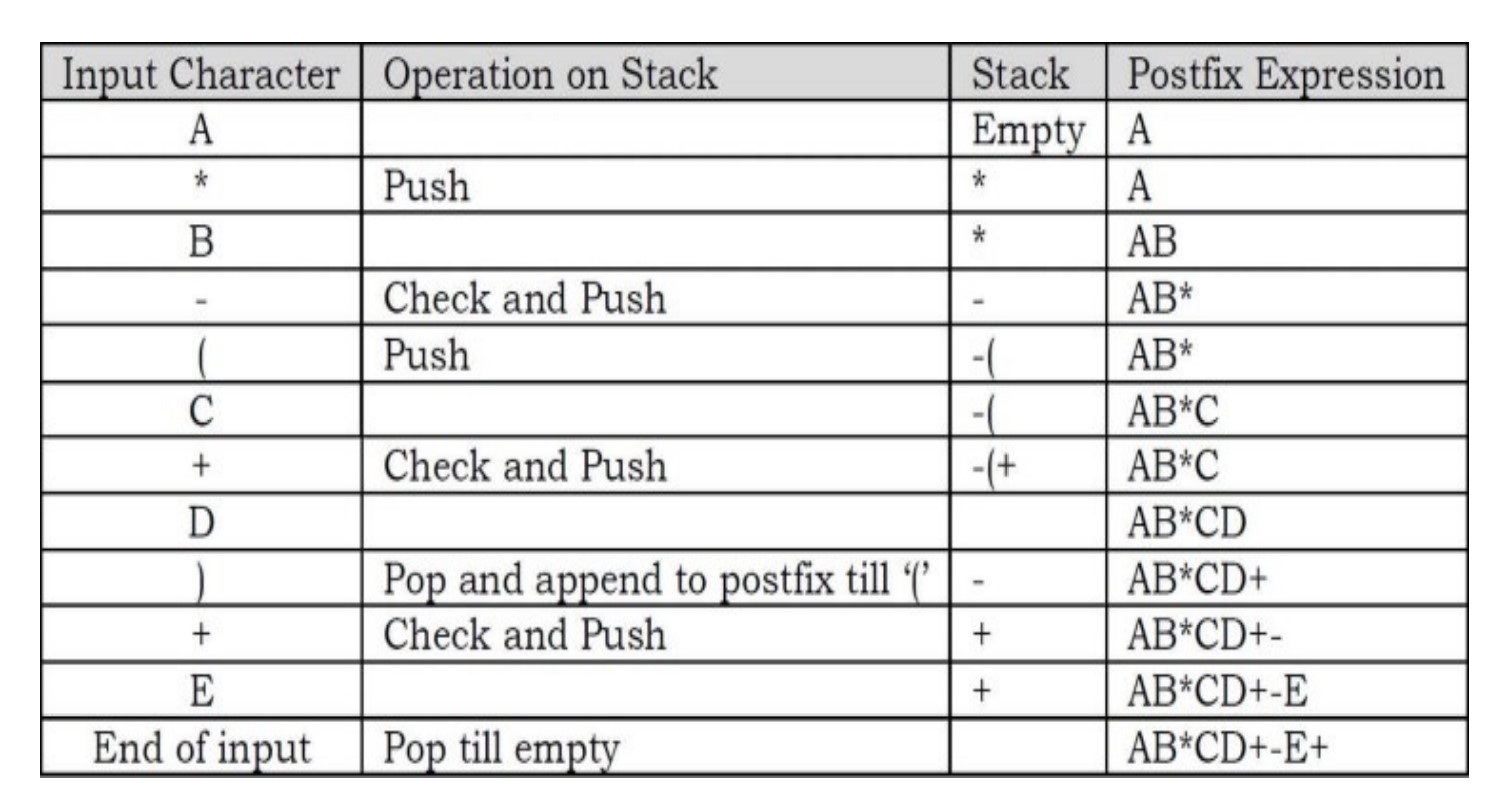 Input Character Operation on Stack Stack Postfix Expression
A Empty A
* Push * A
B * AB
- Check and Push - AB*
( Push -( AB*
C -( AB*C
+ Check and Push -(+ AB*C
D AB*CD
) Pop and append to postfix till ‘(’ - AB*CD+
+ Check and Push + AB*CD+-
E + AB*CD+-E
End of input Pop till empty AB*CD+-E+